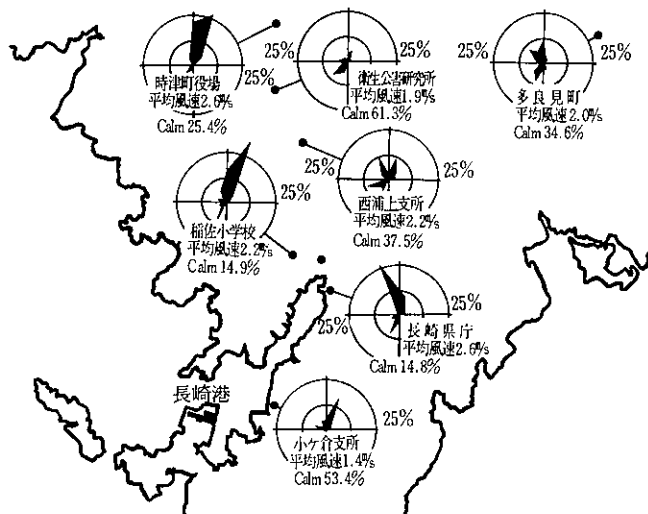 25%
25%
25%
25%
時津町役場
平均風速2.6m/s
Calm 25.4%
衛生公害研究所
平均風速1.9m/s
Calm 61.3%
多良見町
平均風速2.0m/s
Calm 34.6%
25%
25%
稲佐小学校
平均風速2.2m/s
Calm 14.9%
西浦上支所
平均風速2.2m/s
Calm 37.5%
25%
25%
長崎県庁
平均風速2.6m/s
Calm 14.8%
長崎港
25%
小ケ倉支所
平均風速1.4m/s
Calm 53.4%